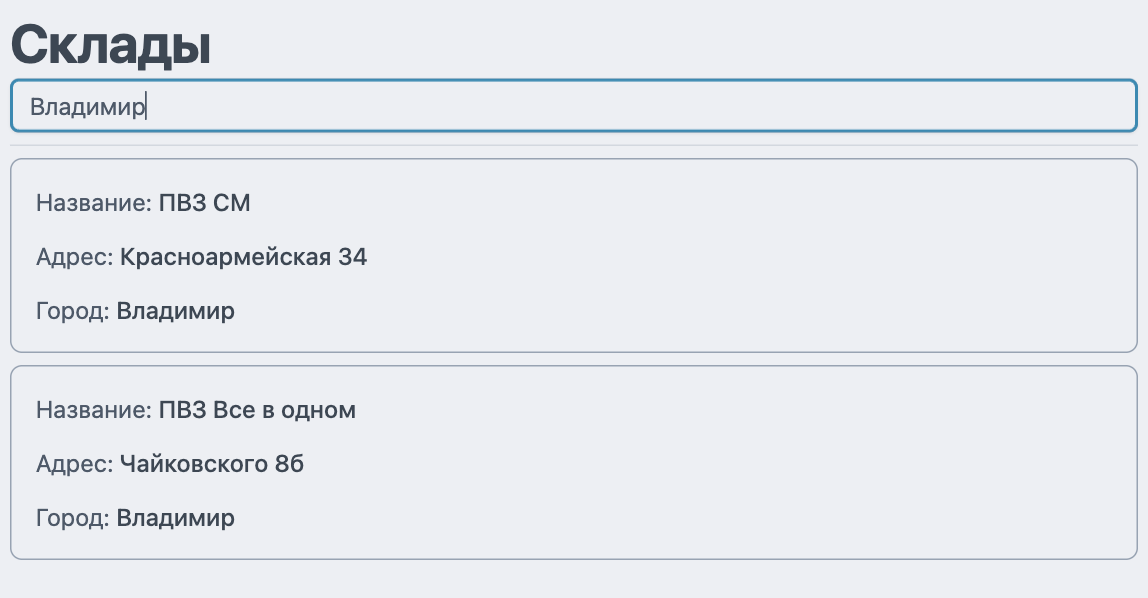 Склады
Владимир
Название: ПВЗ СМ
Адрес: Красноармейская 34
Город: Владимир
Название: ПВЗ Все в одном
Адрес: Чайковского 8б
Город: Владимир